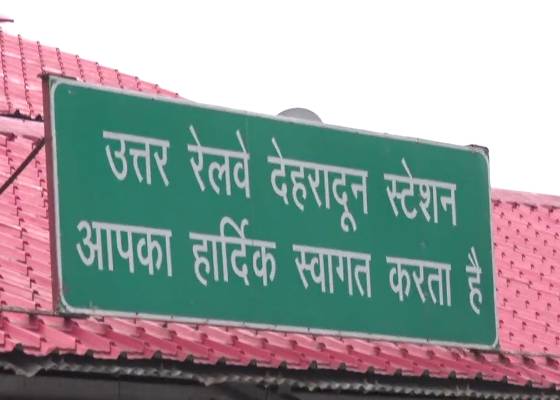 उत्तर रेलवे देहरादून स्टेशन
आपका हार्दिक स्वागत करता है